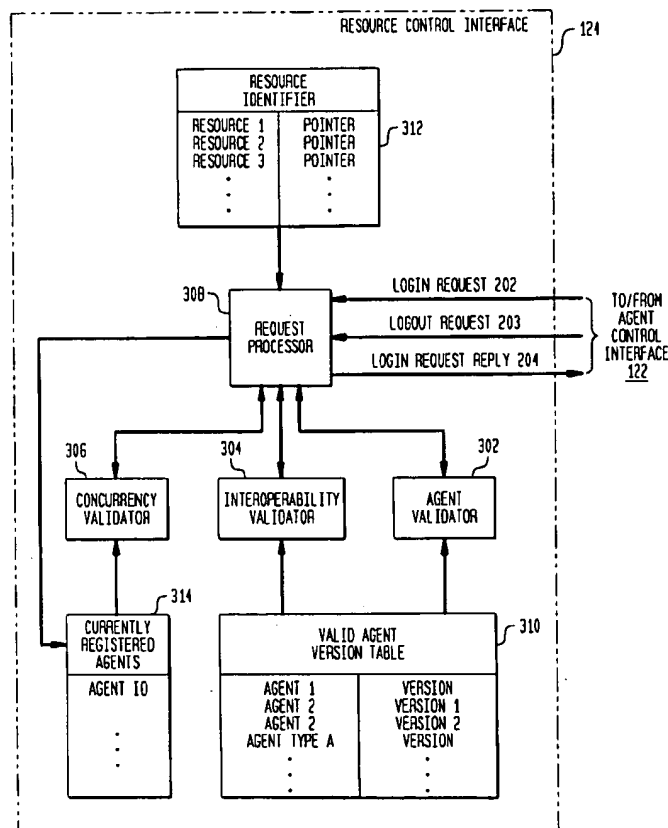 RESOURCE CONTROL INTERFACE
124
RESOURCE
IDENTIFIER
RESOURCE 1 POINTER
RESOURCE 2 POINTER
RESOURCE 3 POINTER
312
308
REQUEST
PROCESSOR
LOGIN REQUEST 202
LOGOUT REQUEST 203
LOGIN REQUEST REPLY 204
TO/FROM
AGENT
CONTROL
INTERFACE
122
306
CONCURRENCY
VALIDATOR
304
INTEROPERABILITY
VALIDATOR
302
AGENT
VALIDATOR
314
CURRENTLY
REGISTERED
AGENTS
AGENT ID
310
VALID AGENT
VERSION TABLE
AGENT 1 VERSION
AGENT 2 VERSION 1
AGENT 2 VERSION 2
AGENT TYPE A VERSION